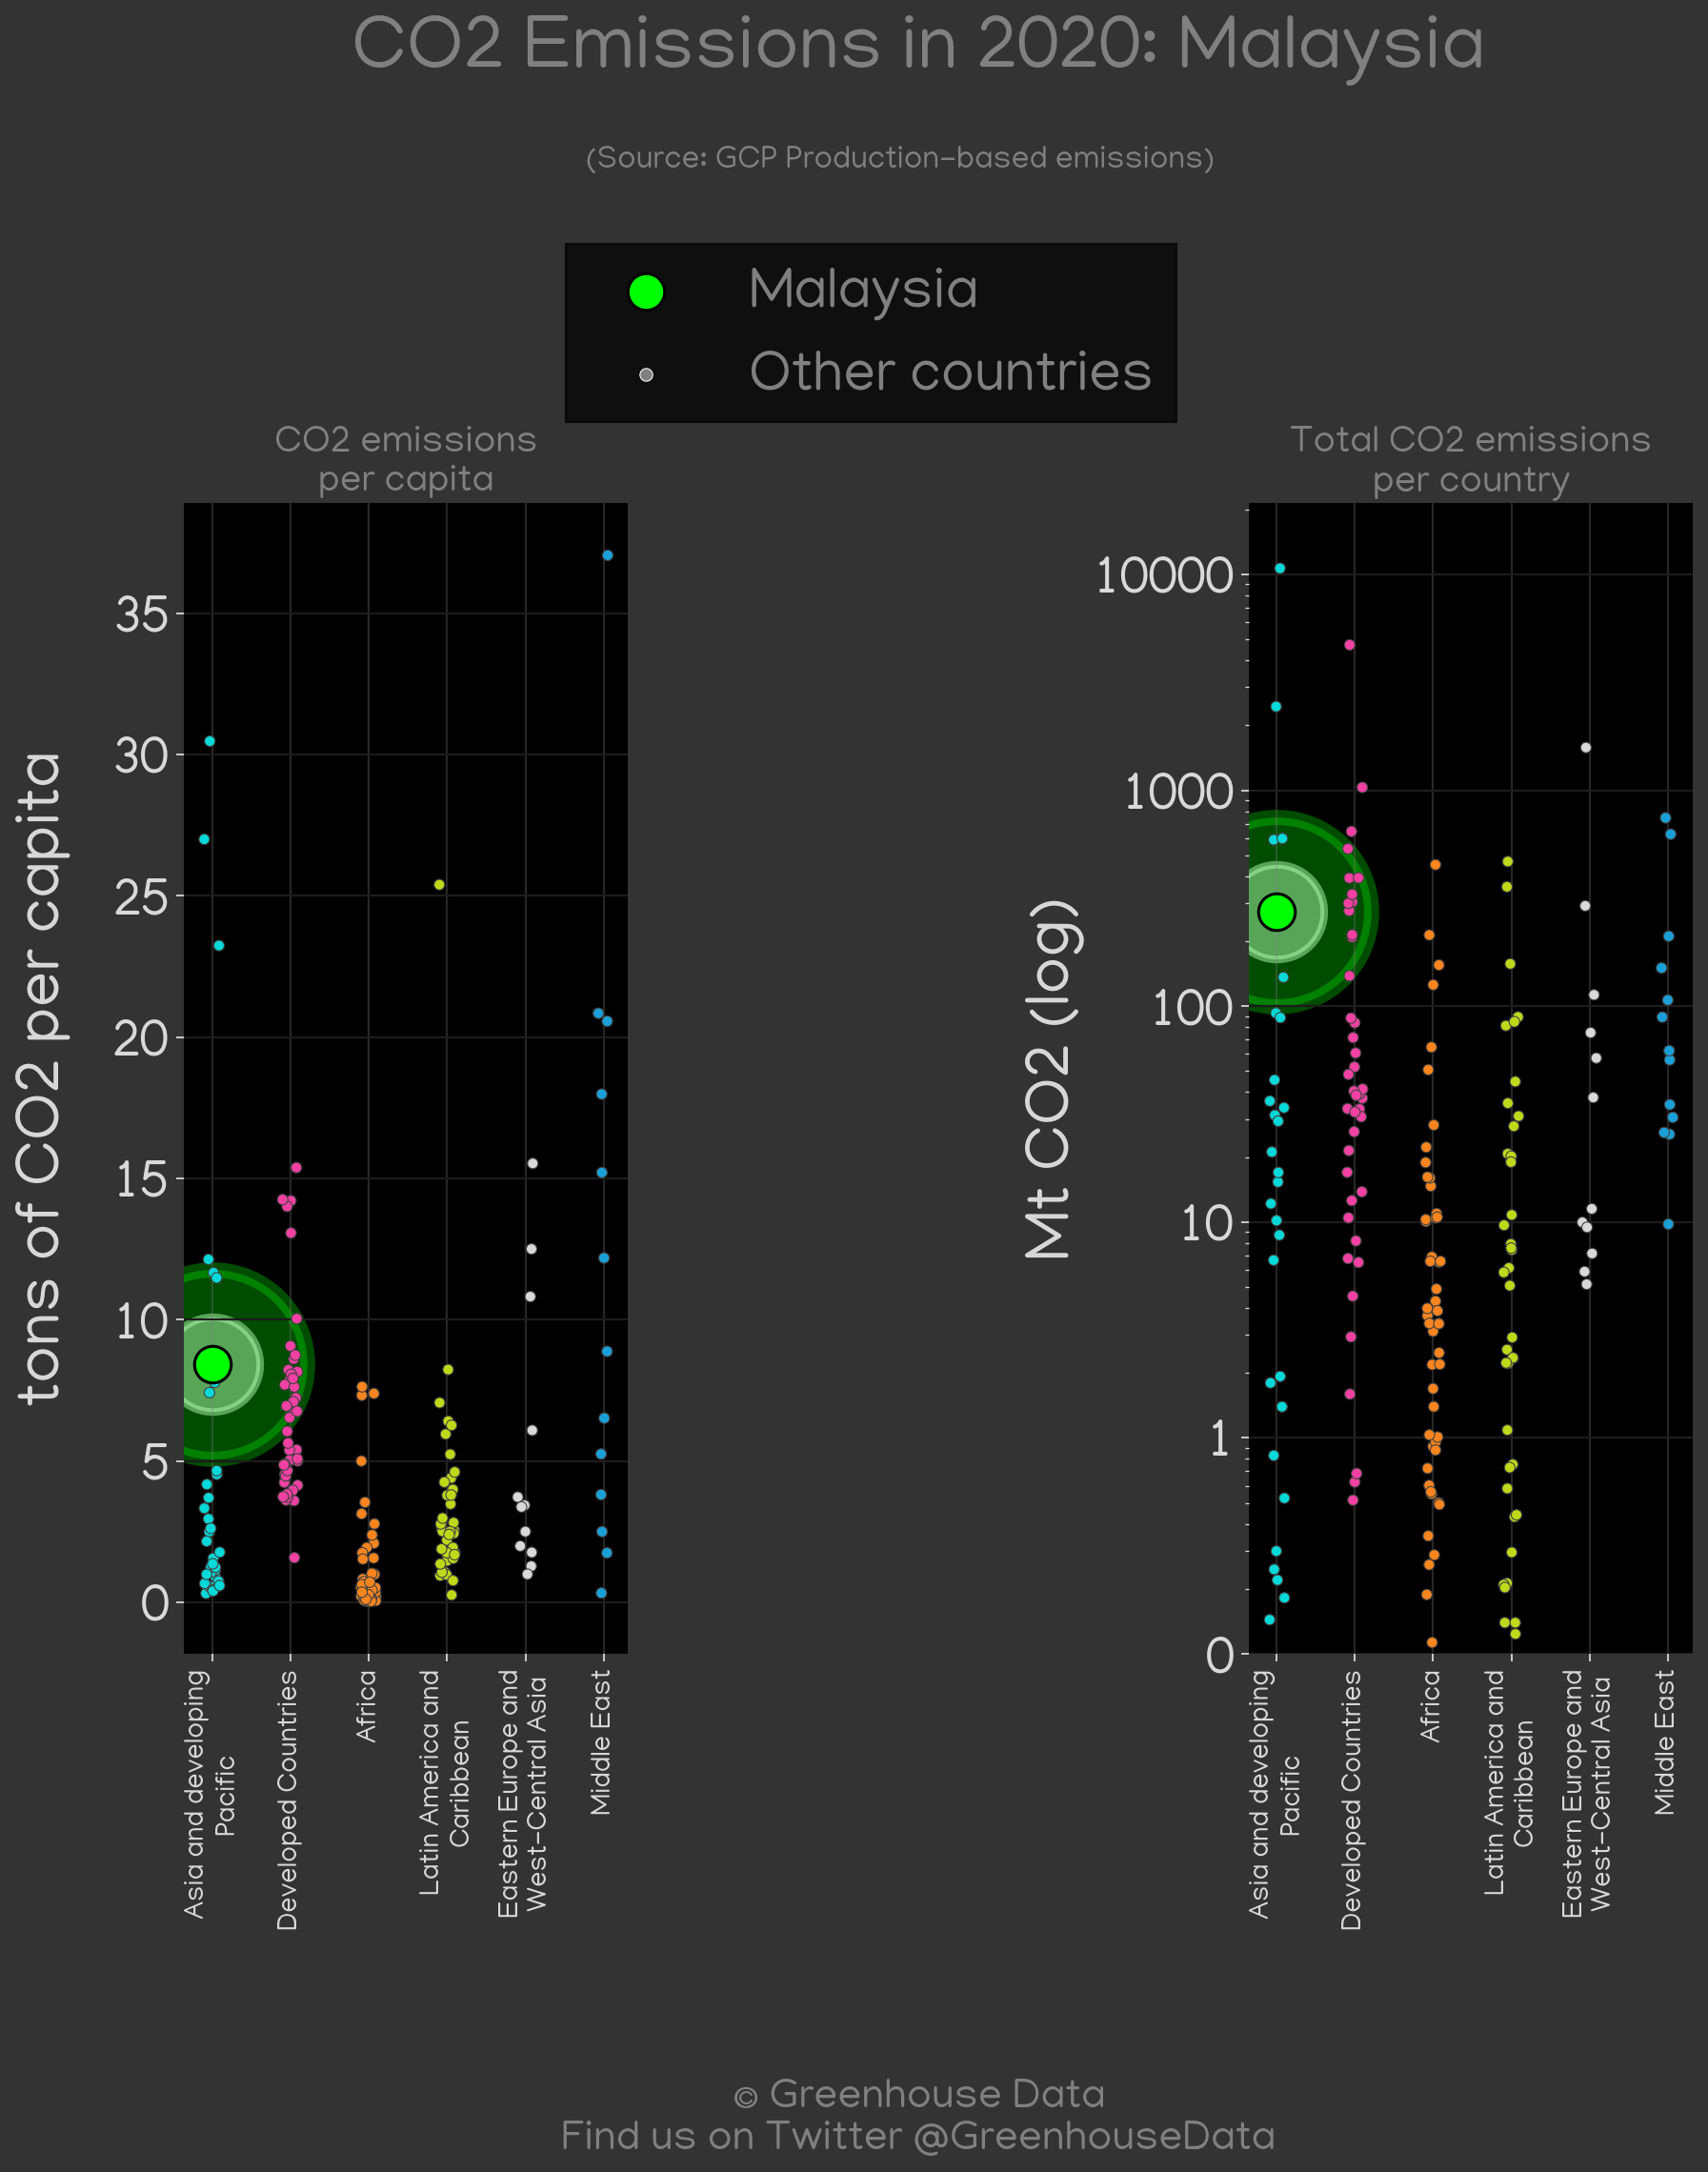 CO2 Emissions in 2020: Malaysia
(Source: GCP Production-based emissions)
Malaysia
Other countries
CO2 emissions
per capita
tons of CO2 per capita
35
30
25
20
15
10
5
0
Asia and developing
Pacific
Developed Countries
Africa
Latin America and
Caribbean
Eastern Europe and
West-Central Asia
Middle East
Total CO2 emissions
per country
Mt CO2 (log)
10000
1000
100
10
1
0
Asia and developing
Pacific
Developed Countries
Africa
Latin America and
Caribbean
Eastern Europe and
West-Central Asia
Middle East
© Greenhouse Data
Find us on Twitter @GreenhouseData